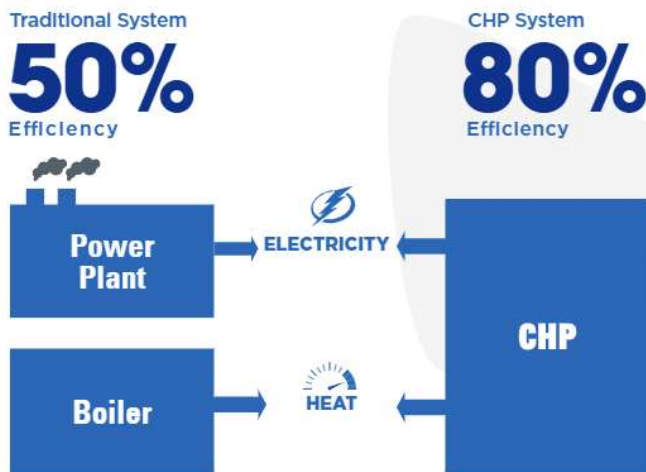 Traditional System
50%
Efficiency
CHP System
80%
Efficiency
Power
Plant
ELECTRICITY
CHP
Boiler
HEAT